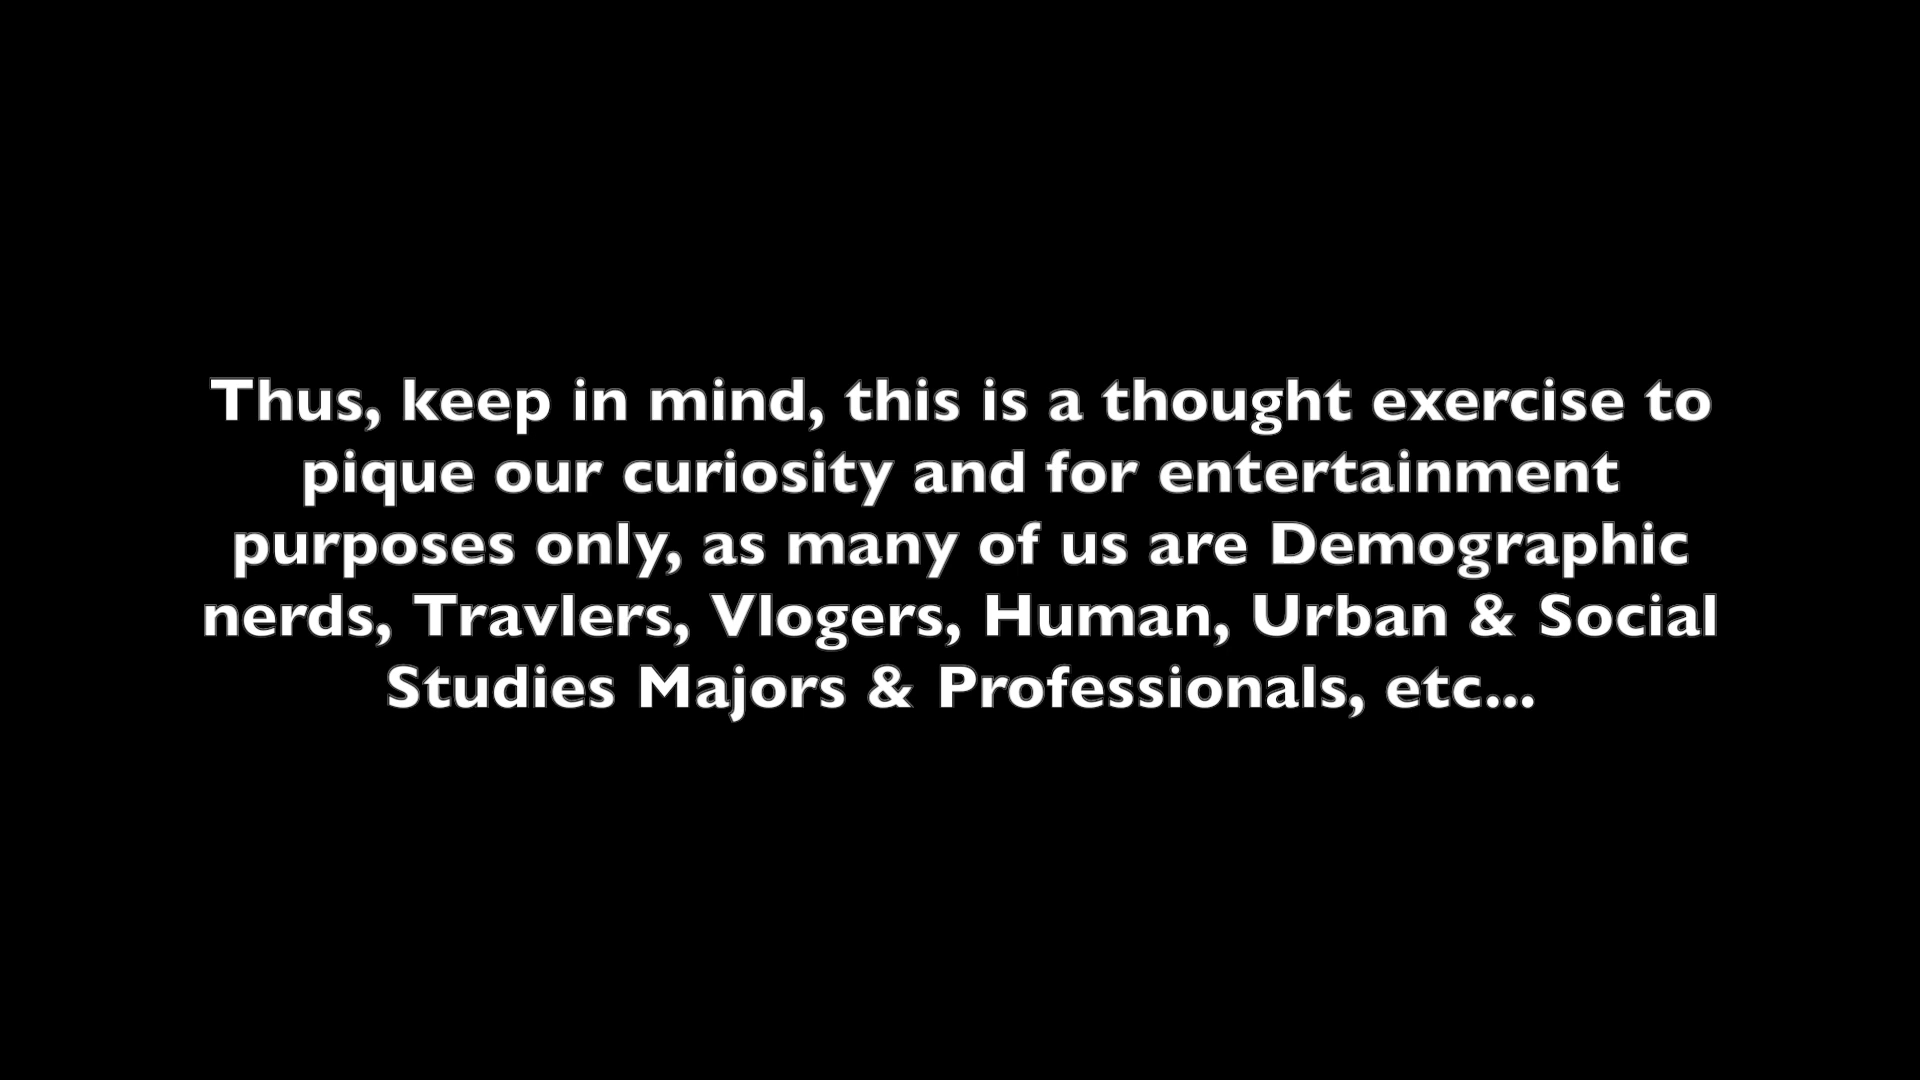 Thus, keep in mind, this is a thought exercise to
pique our curiosity and for entertainment
purposes only, as many of us are Demographic
nerds, Travlers, Vlogers, Human, Urban & Social
Studies Majors & Professionals, etc...